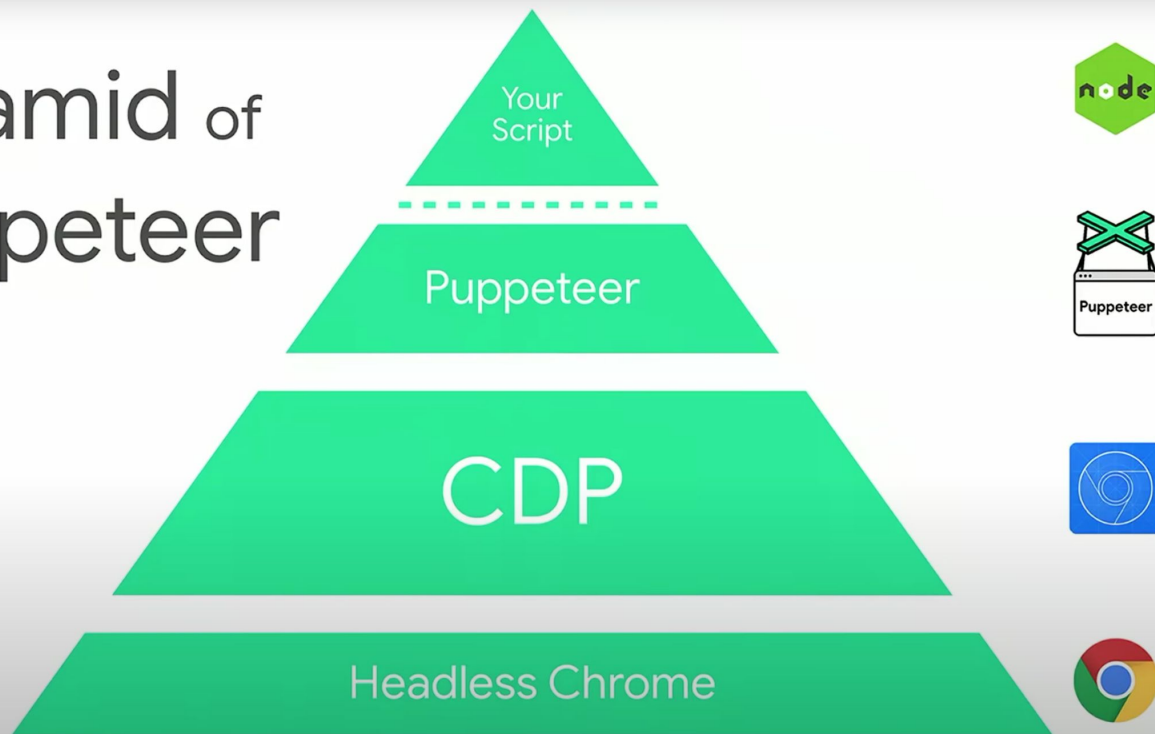 amid of
peteer
Your
Script
Puppeteer
CDP
Headless Chrome
node
Puppeteer